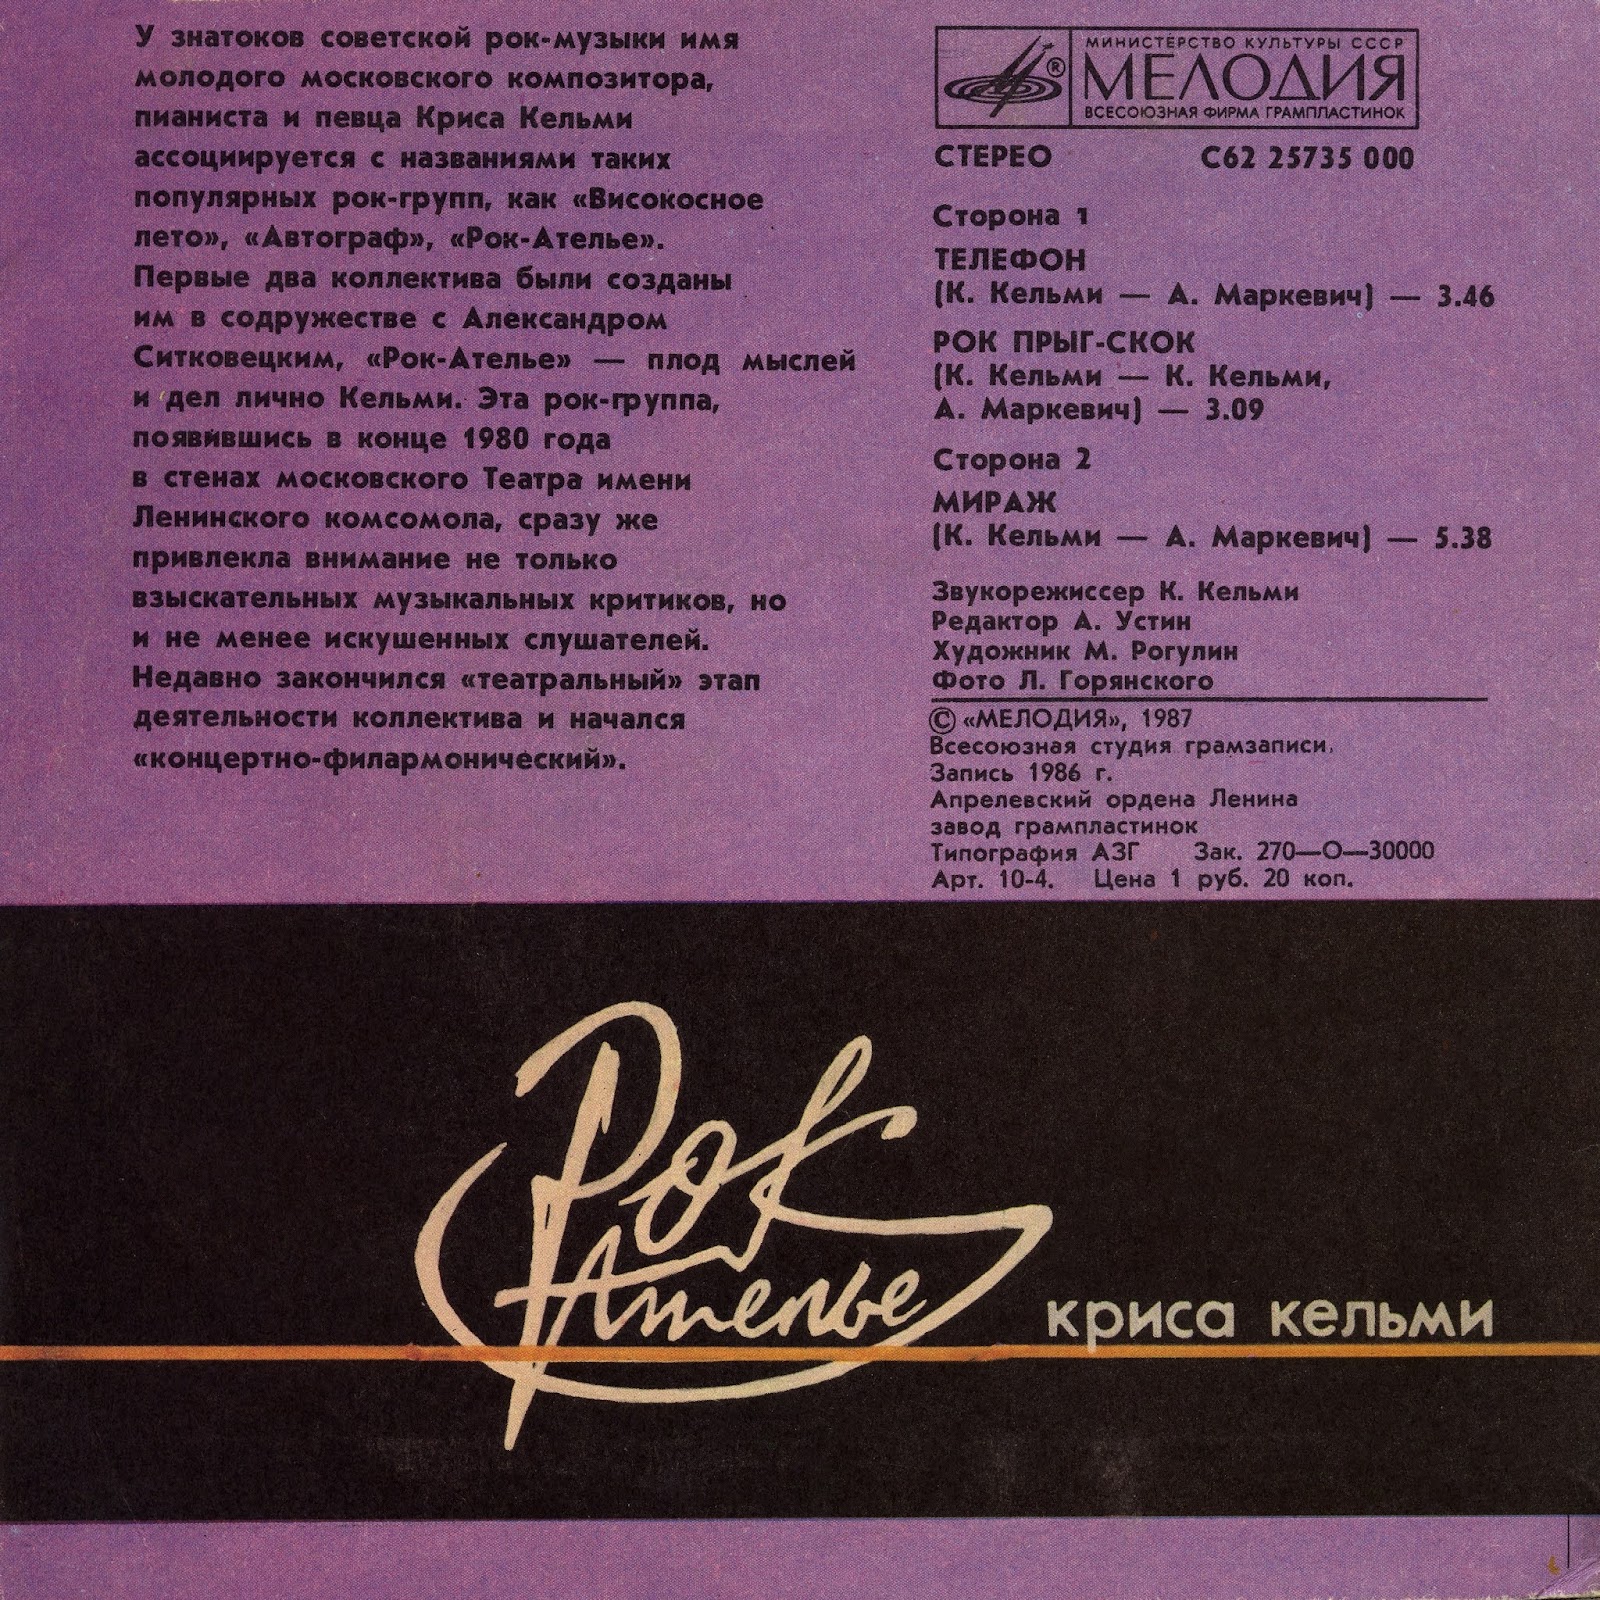 У знатоков советской рок-музыки имя
молодого московского композитора,
пианиста и певца Криса Кельми
ассоциируется с названиями таких
популярных рок-групп, как «Високосное
лето», «Автограф», «Рок-Ателье».
Первые два коллектива были созданы
им в содружестве с Александром
Ситковецким, «Рок-Ателье» — плод мыслей
и дел лично Кельми. Эта рок-группа,
появившись в конце 1980 года
в стенах московского Театра имени
Ленинского комсомола, сразу же
привлекла внимание не только
взыскательных музыкальных критиков, но
и не менее искушенных слушателей.
Недавно закончился «театральный» этап
деятельности коллектива и начался
«концертно-филармонический».
МИНИСТЕРСТВО КУЛЬТУРЫ СССР
МЕЛОДИЯ
ВСЕСОЮЗНАЯ ФИРМА ГРАМПЛАСТИНОК
®
СТЕРЕО С62 25735 000
Сторона 1
ТЕЛЕФОН
(К. Кельми — А. Маркевич) — 3.46
РОК ПРЫГ-СКОК
(К. Кельми — К. Кельми,
А. Маркевич) — 3.09
Сторона 2
МИРАЖ
(К. Кельми — А. Маркевич) — 5.38
Звукорежиссер К. Кельми
Редактор А. Устин
Художник М. Рогулин
Фото Л. Горянского
© «МЕЛОДИЯ», 1987
Всесоюзная студия грамзаписи.
Запись 1986 г.
Апрелевский ордена Ленина
завод грампластинок
Типография АЗГ Зак. 270—О—30000
Арт. 10-4. Цена 1 руб. 20 коп.
Рок
Ателье
криса кельми